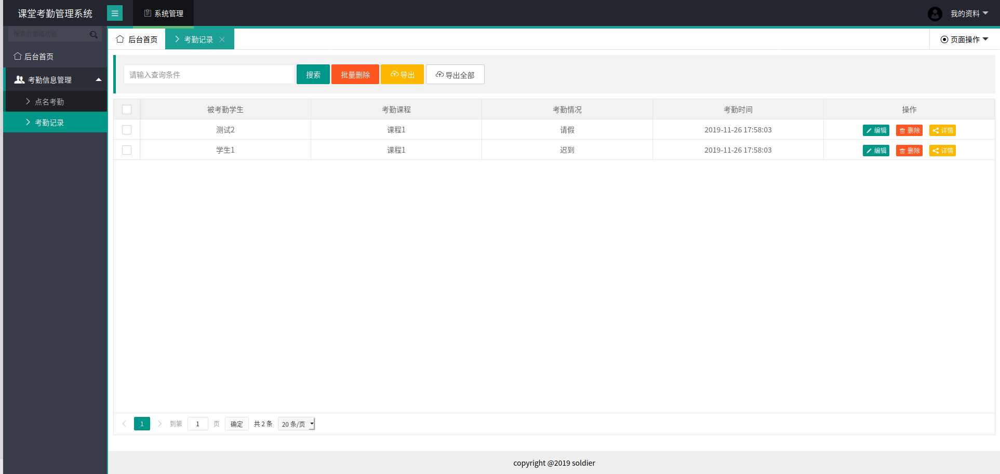 课堂考勤管理系统
系统管理
我的资料
搜索页面或功能
后台首页
考勤信息管理
点名考勤
考勤记录
后台首页
考勤记录
页面操作
请输入查询条件
搜索
批量删除
导出
导出全部
被考勤学生 考勤课程 考勤情况 考勤时间 操作
测试2 课程1 请假 2019-11-26 17:58:03 编辑 删除 详情
学生1 课程1 迟到 2019-11-26 17:58:03 编辑 删除 详情
1 到第 1 页 确定 共 2 条 20 条/页
copyright @2019 soldier